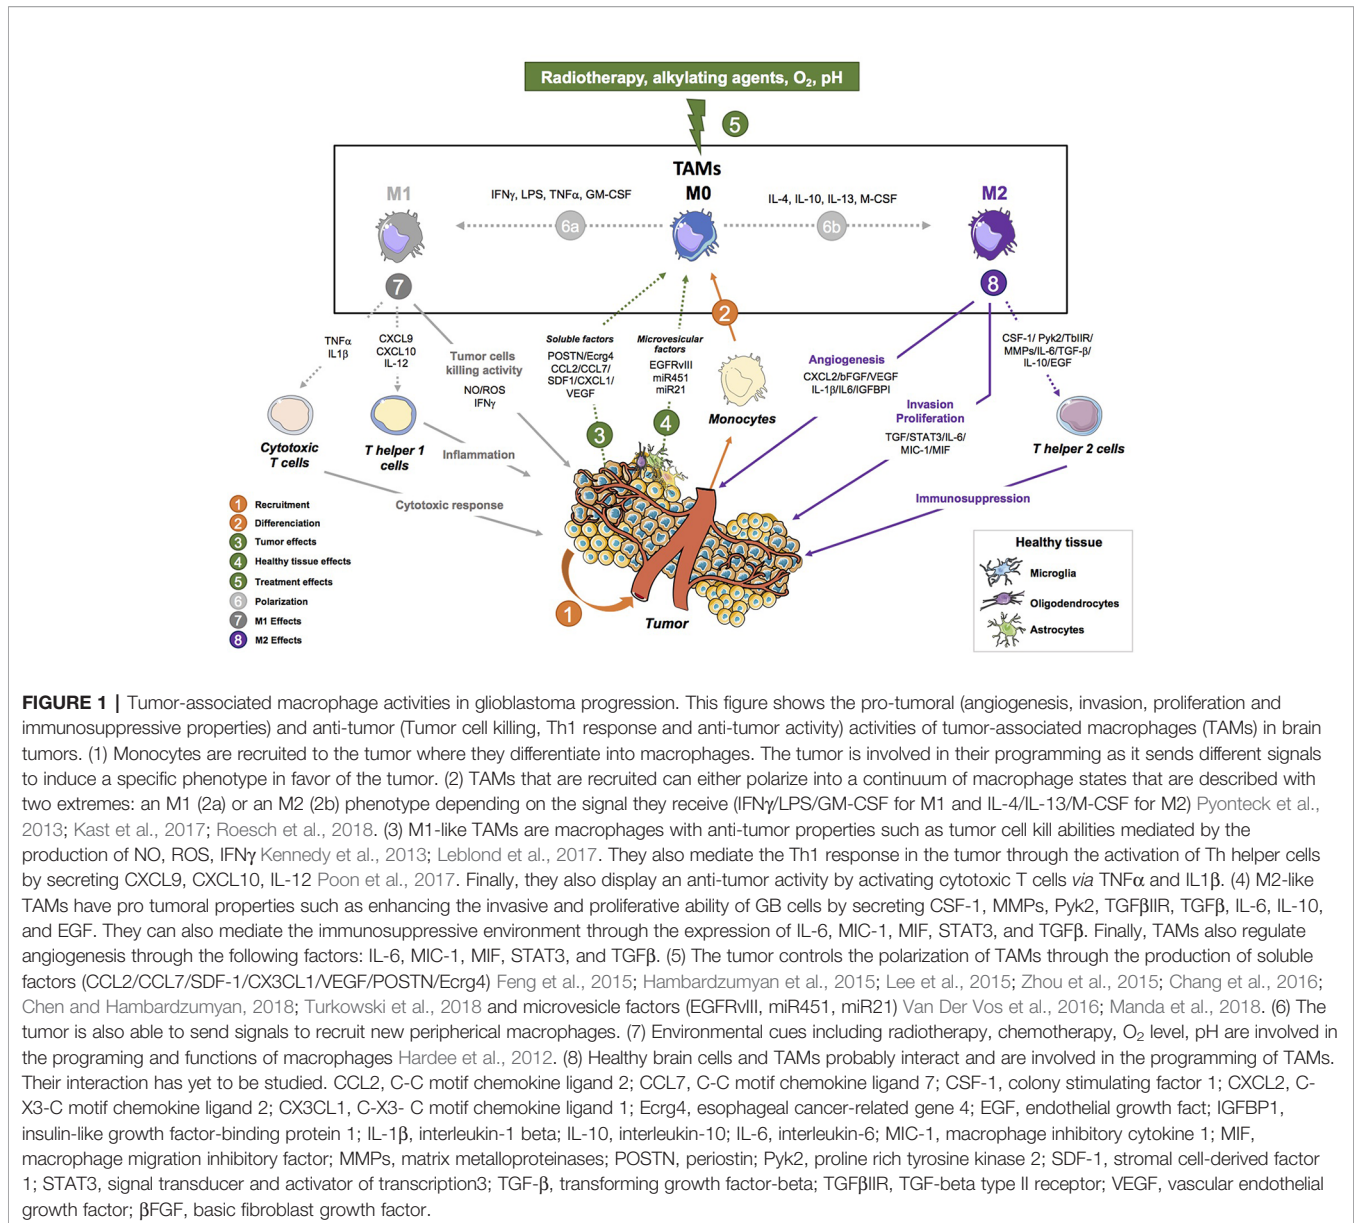 Radiotherapy, alkylating agents, O₂, pH
5
TAMs
M1
IFNγ, LPS, TNFα, GM-CSF
M0
IL-4, IL-10, IL-13, M-CSF
M2
6a
6b
7
8
2
TNFα
IL1β
CXCL9
CXCL10
IL-12
Tumor cells
killing activity
NO/ROS
IFNγ
Soluble factors
POSTN/Ecrg4
CCL2/CCL7/
SDF1/CXCL1/
VEGF
Microvesicular
factors
EGFRvIII
miR451
miR21
Monocytes
Angiogenesis
CXCL2/bFGF/VEGF
IL-1β/IL6/IGFBPI
Invasion
Proliferation
TGF/STAT3/IL-6/
MIC-1/MIF
CSF-1/ Pyk2/TbIIR/
MMPs/IL-6/TGF-β/
IL-10/EGF
Cytotoxic
T cells
T helper 1
cells
Inflammation
Cytotoxic response
3
4
T helper 2 cells
Immunosuppression
1 Recruitment
2 Differenciation
3 Tumor effects
4 Healthy tissue effects
5 Treatment effects
6 Polarization
7 M1 Effects
8 M2 Effects
1
Tumor
Healthy tissue
Microglia
Oligodendrocytes
Astrocytes
FIGURE 1 | Tumor-associated macrophage activities in glioblastoma progression. This figure shows the pro-tumoral (angiogenesis, invasion, proliferation and
immunosuppressive properties) and anti-tumor (Tumor cell killing, Th1 response and anti-tumor activity) activities of tumor-associated macrophages (TAMs) in brain
tumors. (1) Monocytes are recruited to the tumor where they differentiate into macrophages. The tumor is involved in their programming as it sends different signals
to induce a specific phenotype in favor of the tumor. (2) TAMs that are recruited can either polarize into a continuum of macrophage states that are described with
two extremes: an M1 (2a) or an M2 (2b) phenotype depending on the signal they receive (IFNγ/LPS/GM-CSF for M1 and IL-4/IL-13/M-CSF for M2) Pyonteck et al.,
2013; Kast et al., 2017; Roesch et al., 2018. (3) M1-like TAMs are macrophages with anti-tumor properties such as tumor cell kill abilities mediated by the
production of NO, ROS, IFNγ Kennedy et al., 2013; Leblond et al., 2017. They also mediate the Th1 response in the tumor through the activation of Th helper cells
by secreting CXCL9, CXCL10, IL-12 Poon et al., 2017. Finally, they also display an anti-tumor activity by activating cytotoxic T cells via TNFα and IL1β. (4) M2-like
TAMs have pro tumoral properties such as enhancing the invasive and proliferative ability of GB cells by secreting CSF-1, MMPs, Pyk2, TGFβIIR, TGFβ, IL-6, IL-10,
and EGF. They can also mediate the immunosuppressive environment through the expression of IL-6, MIC-1, MIF, STAT3, and TGFβ. Finally, TAMs also regulate
angiogenesis through the following factors: IL-6, MIC-1, MIF, STAT3, and TGFβ. (5) The tumor controls the polarization of TAMs through the production of soluble
factors (CCL2/CCL7/SDF-1/CX3CL1/VEGF/POSTN/Ecrg4) Feng et al., 2015; Hambardzumyan et al., 2015; Lee et al., 2015; Zhou et al., 2015; Chang et al., 2016;
Chen and Hambardzumyan, 2018; Turkowski et al., 2018 and microvesicle factors (EGFRvIII, miR451, miR21) Van Der Vos et al., 2016; Manda et al., 2018. (6) The
tumor is also able to send signals to recruit new peripherical macrophages. (7) Environmental cues including radiotherapy, chemotherapy, O₂ level, pH are involved in
the programing and functions of macrophages Hardee et al., 2012. (8) Healthy brain cells and TAMs probably interact and are involved in the programming of TAMs.
Their interaction has yet to be studied. CCL2, C-C motif chemokine ligand 2; CCL7, C-C motif chemokine ligand 7; CSF-1, colony stimulating factor 1; CXCL2, C-
X3-C motif chemokine ligand 2; CX3CL1, C-X3- C motif chemokine ligand 1; Ecrg4, esophageal cancer-related gene 4; EGF, endothelial growth fact; IGFBP1,
insulin-like growth factor-binding protein 1; IL-1β, interleukin-1 beta; IL-10, interleukin-10; IL-6, interleukin-6; MIC-1, macrophage inhibitory cytokine 1; MIF,
macrophage migration inhibitory factor; MMPs, matrix metalloproteinases; POSTN, periostin; Pyk2, proline rich tyrosine kinase 2; SDF-1, stromal cell-derived factor
1; STAT3, signal transducer and activator of transcription3; TGF-β, transforming growth factor-beta; TGFβIIR, TGF-beta type II receptor; VEGF, vascular endothelial
growth factor; βFGF, basic fibroblast growth factor.